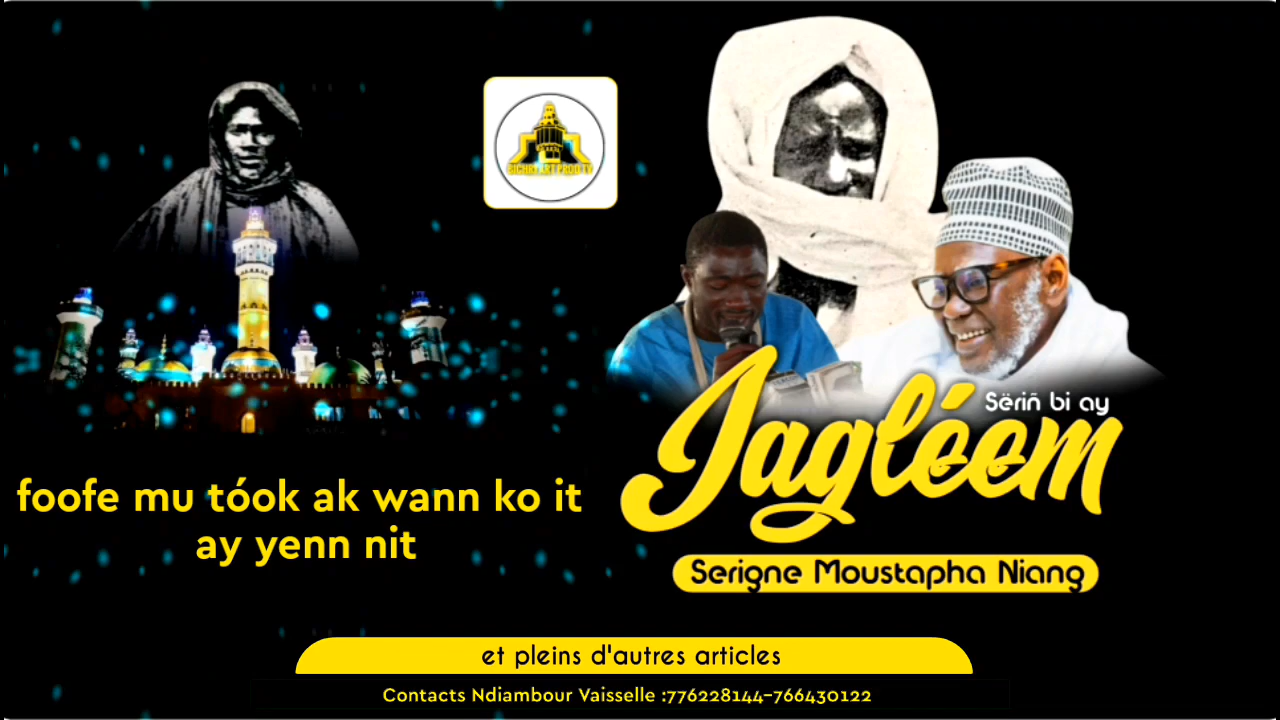 foofe mu tóok ak wann ko it
ay yenn nit
Sëriñ bi ay
Jagléem
Serigne Moustapha Niang
et pleins d'autres articles
Contacts Ndiambour Vaisselle :776228144-766430122